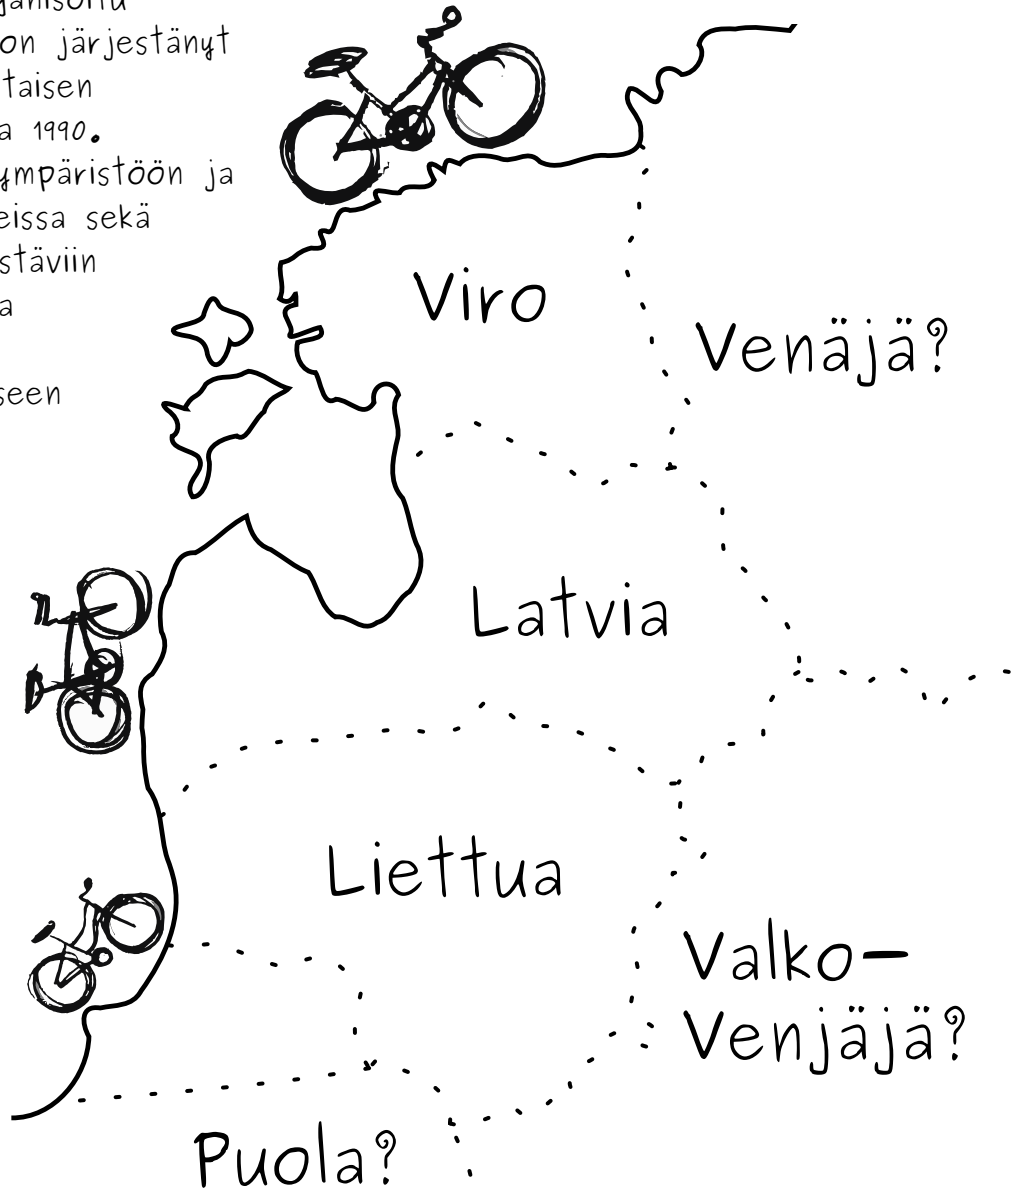 on järjestänyt
taisen
a 1990.
ympäristöön ja
eissa sekä
stäviin
a
seen
Viro
Venäjä?
Latvia
Liettua
Valko-
Venjäjä?
Puola?